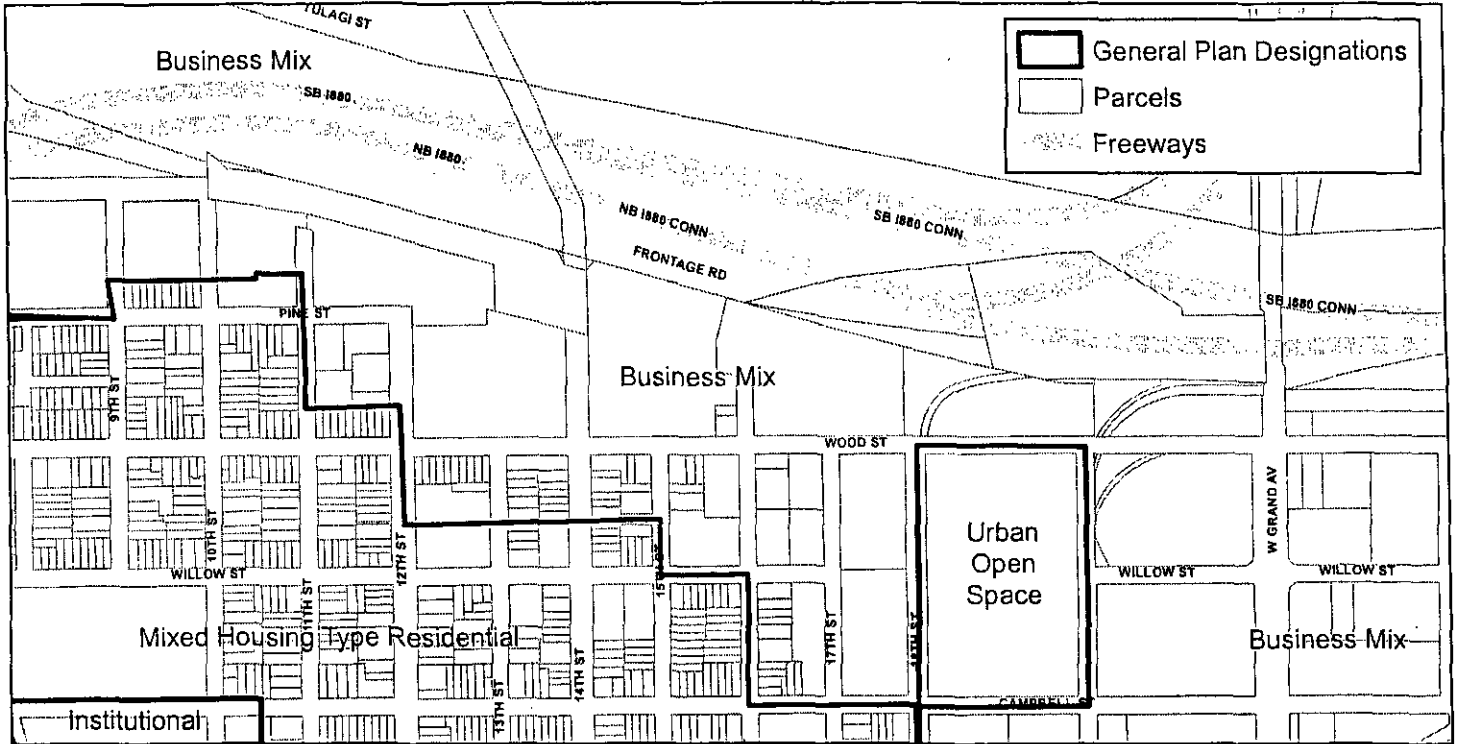 TULAGI ST
Business Mix
SB I880
NB I880
NB I880 CONN
SB I880 CONN
FRONTAGE RD
SB I880 CONN
General Plan Designations
Parcels
Freeways
PINE ST
9TH ST
Business Mix
WOOD ST
10TH ST
12TH ST
15TH ST
W GRAND AV
Urban
Open
Space
WILLOW ST
WILLOW ST
WILLOW ST
11TH ST
Mixed Housing Type Residential
17TH ST
18TH ST
Business Mix
14TH ST
13TH ST
CAMPBELL ST
Institutional